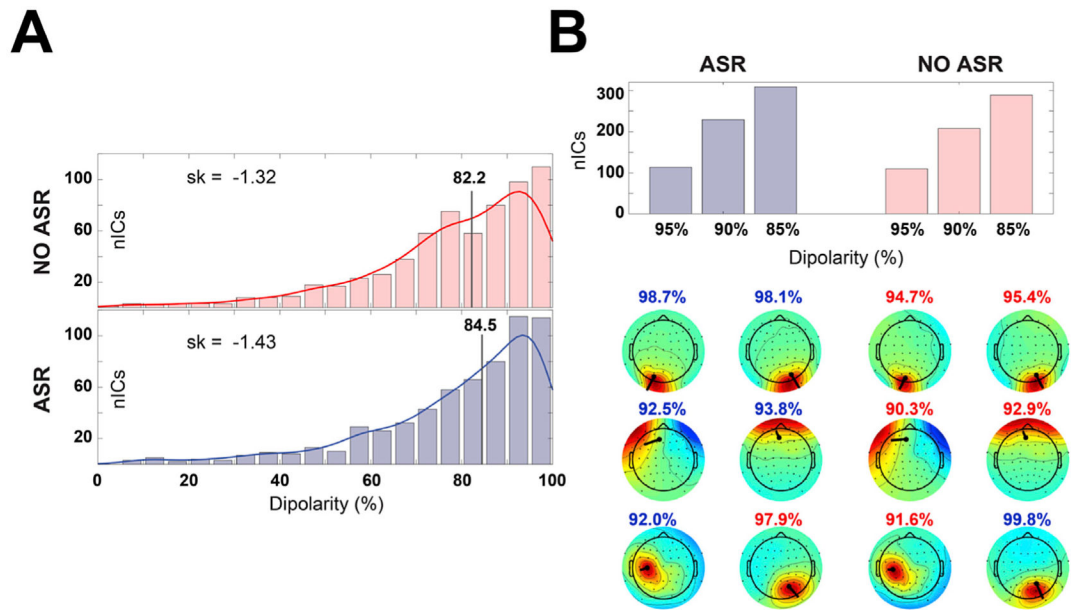 A
NO ASR
nICs
100
60
20
sk = -1.32
82.2
ASR
nICs
100
60
20
sk = -1.43
84.5
0 20 40 60 80 100
Dipolarity (%)
B
ASR NO ASR
nICs
300
200
100
0
95% 90% 85% 95% 90% 85%
Dipolarity (%)
98.7% 98.1% 94.7% 95.4%
92.5% 93.8% 90.3% 92.9%
92.0% 97.9% 91.6% 99.8%